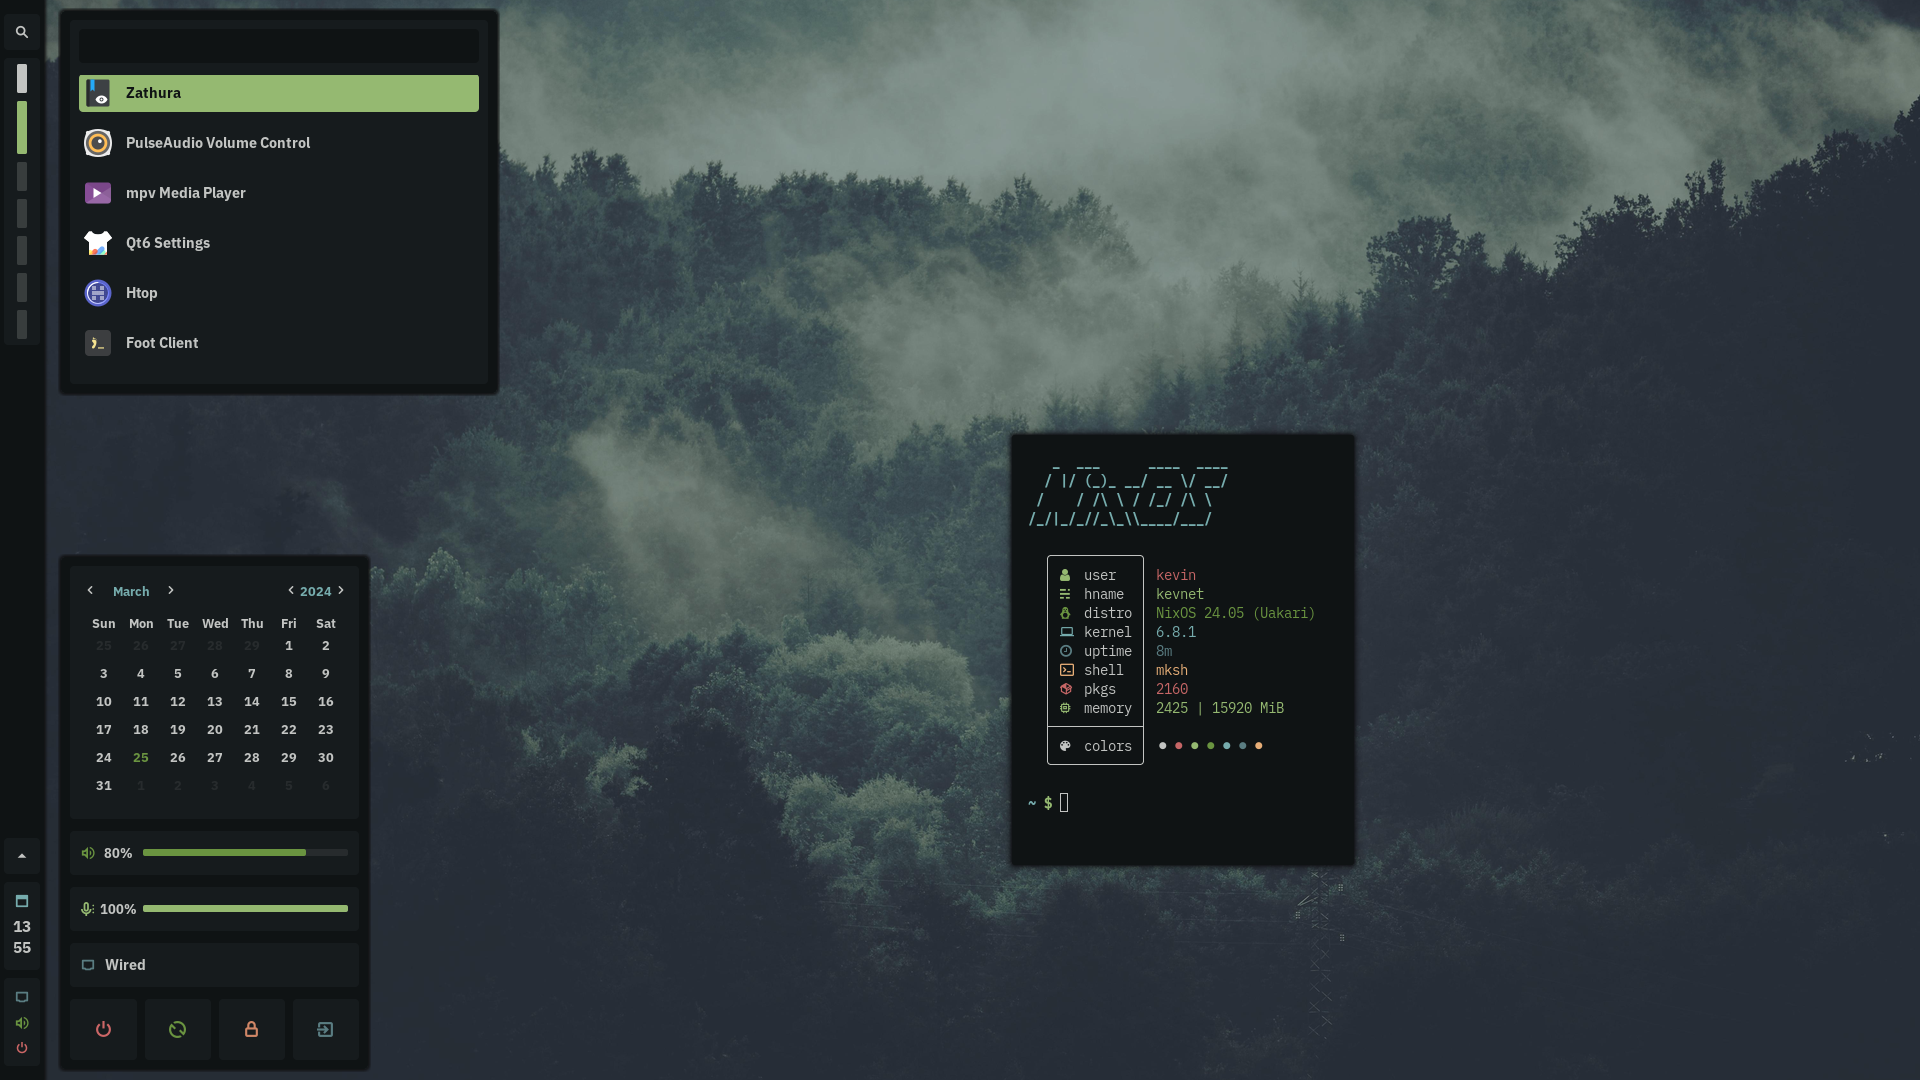 Zathura
PulseAudio Volume Control
mpv Media Player
Qt6 Settings
Htop
Foot Client
March 2024
Sun Mon Tue Wed Thu Fri Sat
25 26 27 28 29 1 2
3 4 5 6 7 8 9
10 11 12 13 14 15 16
17 18 19 20 21 22 23
24 25 26 27 28 29 30
31 1 2 3 4 5 6
80%
100%
Wired
13
55
user kevin
hname kevnet
distro NixOS 24.05 (Uakari)
kernel 6.8.1
uptime 8m
shell mksh
pkgs 2160
memory 2425 | 15920 MiB
colors
~ $